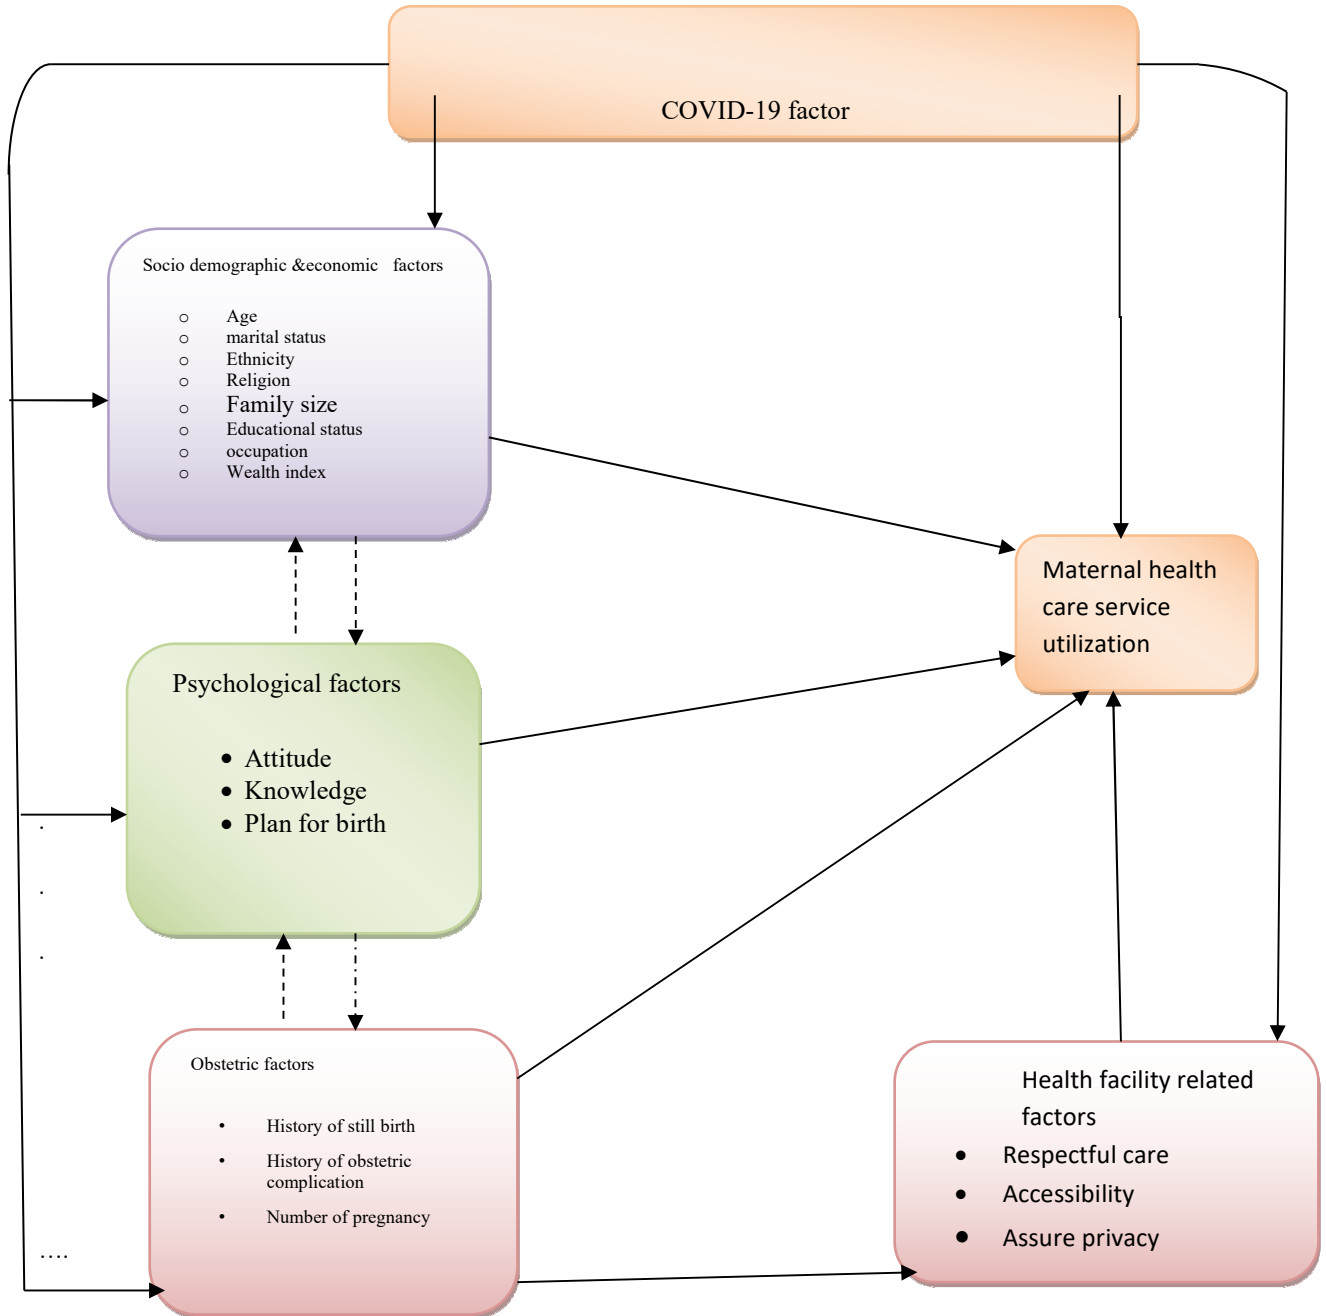 COVID-19 factor
Socio demographic &economic factors
o Age
o marital status
o Ethnicity
o Religion
o Family size
o Educational status
o occupation
o Wealth index
Maternal health
care service
utilization
Psychological factors
• Attitude
• Knowledge
• Plan for birth
.
.
.
Obstetric factors
• History of still birth
• History of obstetric
complication
• Number of pregnancy
....
Health facility related
factors
• Respectful care
• Accessibility
• Assure privacy